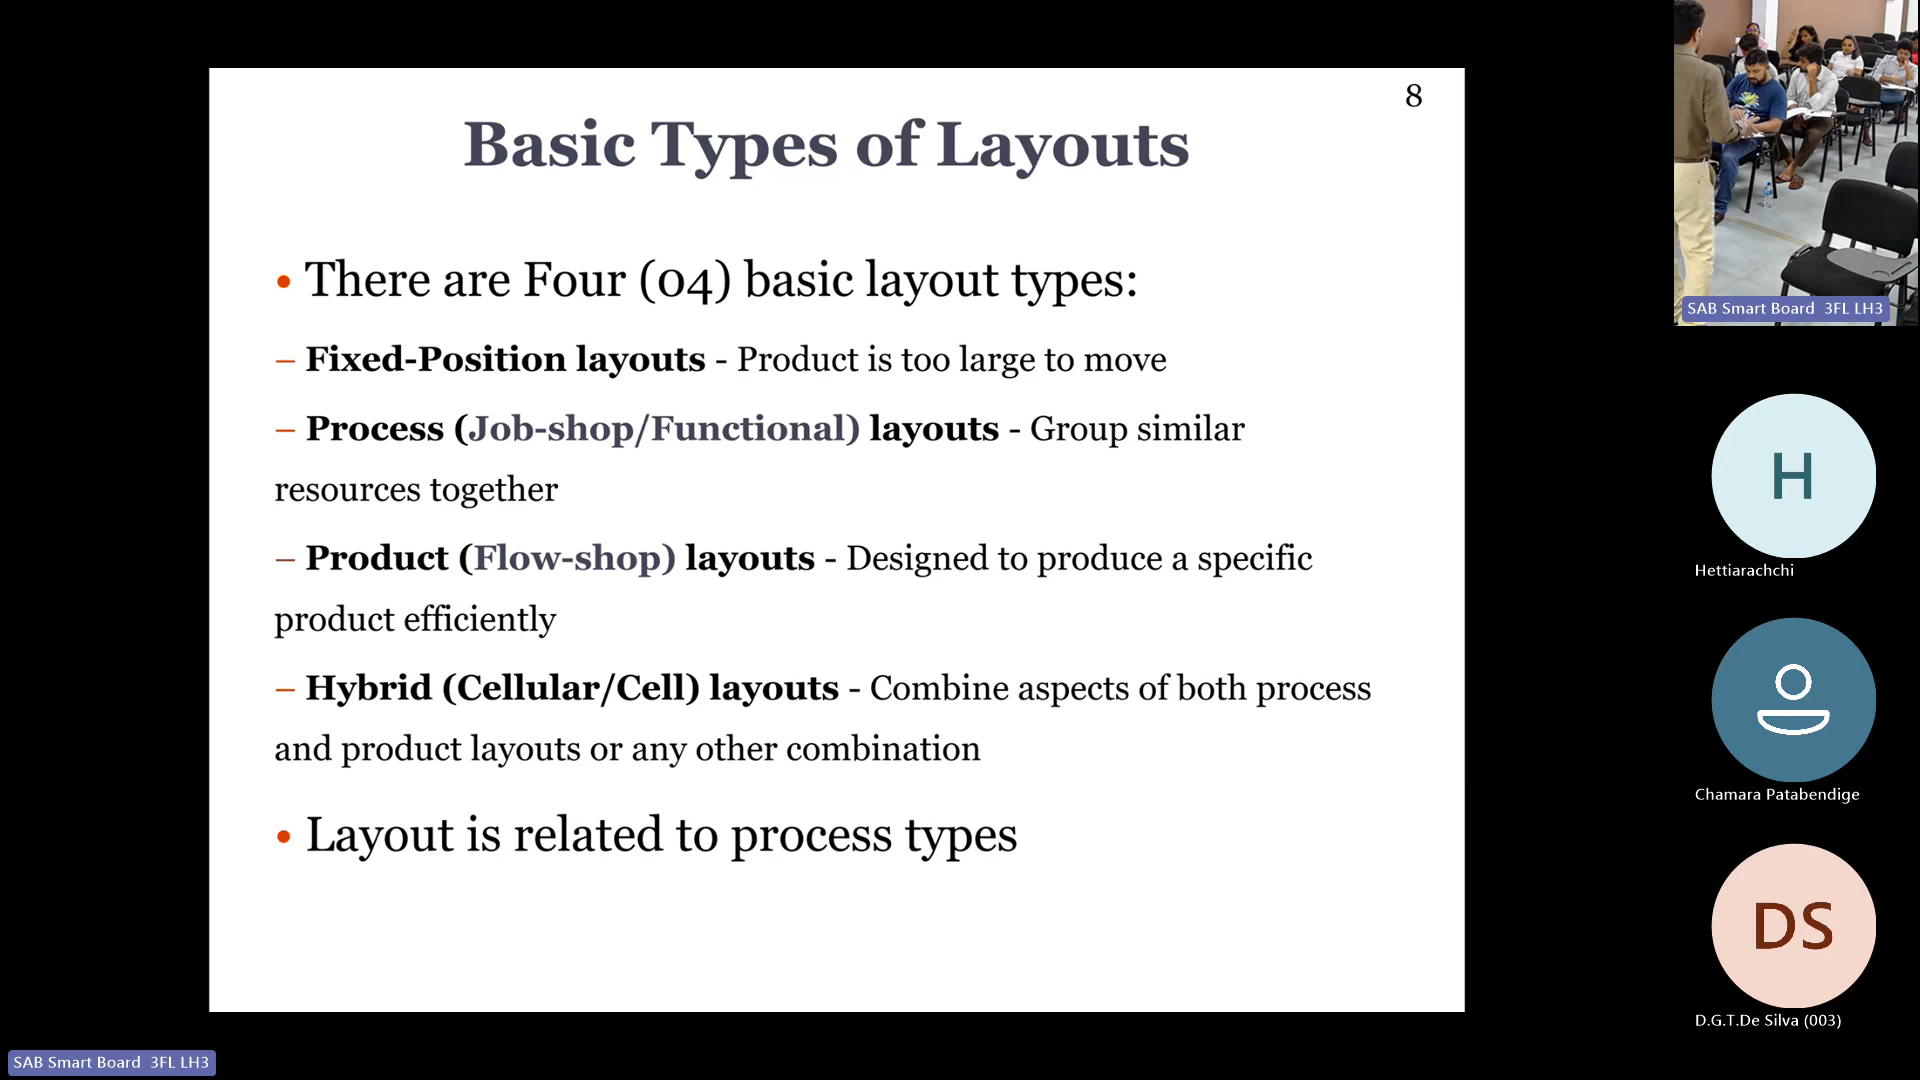 8
Basic Types of Layouts
• There are Four (04) basic layout types:
– Fixed-Position layouts - Product is too large to move
– Process (Job-shop/Functional) layouts - Group similar
resources together
– Product (Flow-shop) layouts - Designed to produce a specific
product efficiently
– Hybrid (Cellular/Cell) layouts - Combine aspects of both process
and product layouts or any other combination
• Layout is related to process types
SAB Smart Board 3FL LH3
H
Hettiarachchi
Chamara Patabendige
DS
D.G.T.De Silva (003)
SAB Smart Board 3FL LH3